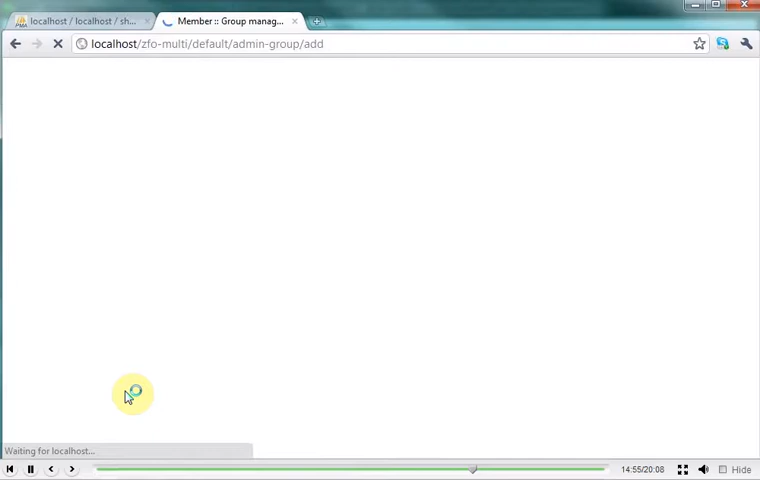 localhost / localhost / sh...
Member :: Group manag...
localhost/zfo-multi/default/admin-group/add
Waiting for localhost...
14:55/20:08
Hide